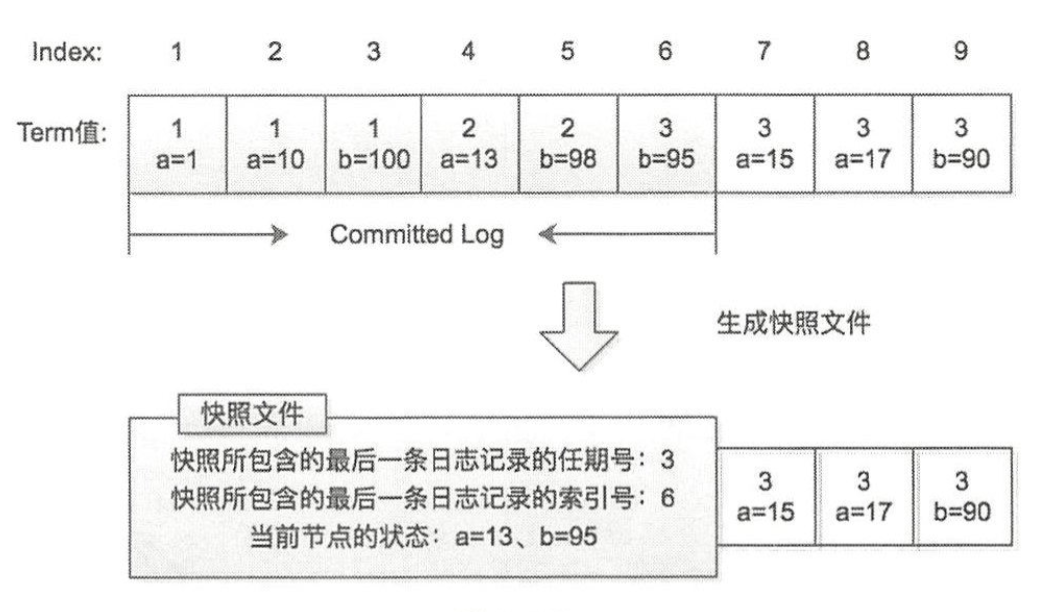 Index: 1 2 3 4 5 6 7 8 9
Term值: 1 1 1 2 2 3 3 3 3
a=1 a=10 b=100 a=13 b=98 b=95 a=15 a=17 b=90
Committed Log
生成快照文件
快照文件
快照所包含的最后一条日志记录的任期号：3
快照所包含的最后一条日志记录的索引号：6
当前节点的状态：a=13、b=95
3 3 3
a=15 a=17 b=90